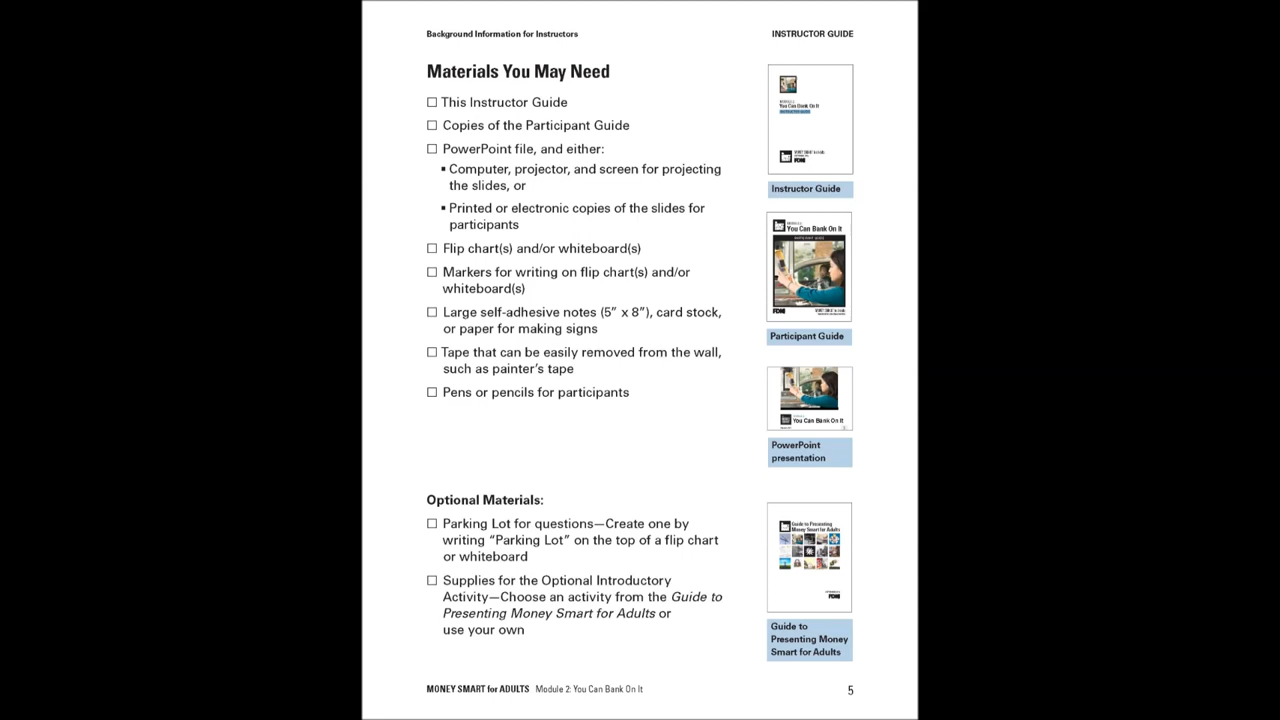 Background Information for Instructors
INSTRUCTOR GUIDE
Materials You May Need
☐ This Instructor Guide
☐ Copies of the Participant Guide
☐ PowerPoint file, and either:
▪ Computer, projector, and screen for projecting
the slides, or
▪ Printed or electronic copies of the slides for
participants
☐ Flip chart(s) and/or whiteboard(s)
☐ Markers for writing on flip chart(s) and/or
whiteboard(s)
☐ Large self-adhesive notes (5” x 8”), card stock,
or paper for making signs
☐ Tape that can be easily removed from the wall,
such as painter’s tape
☐ Pens or pencils for participants
Optional Materials:
☐ Parking Lot for questions—Create one by
writing “Parking Lot” on the top of a flip chart
or whiteboard
☐ Supplies for the Optional Introductory
Activity—Choose an activity from the Guide to
Presenting Money Smart for Adults or
use your own
You Can Bank On It
FDIC
Instructor Guide
You Can Bank On It
FDIC
Participant Guide
You Can Bank On It
PowerPoint
presentation
Guide to Presenting
Money Smart for Adults
FDIC
Guide to
Presenting Money
Smart for Adults
MONEY SMART for ADULTS Module 2: You Can Bank On It
5